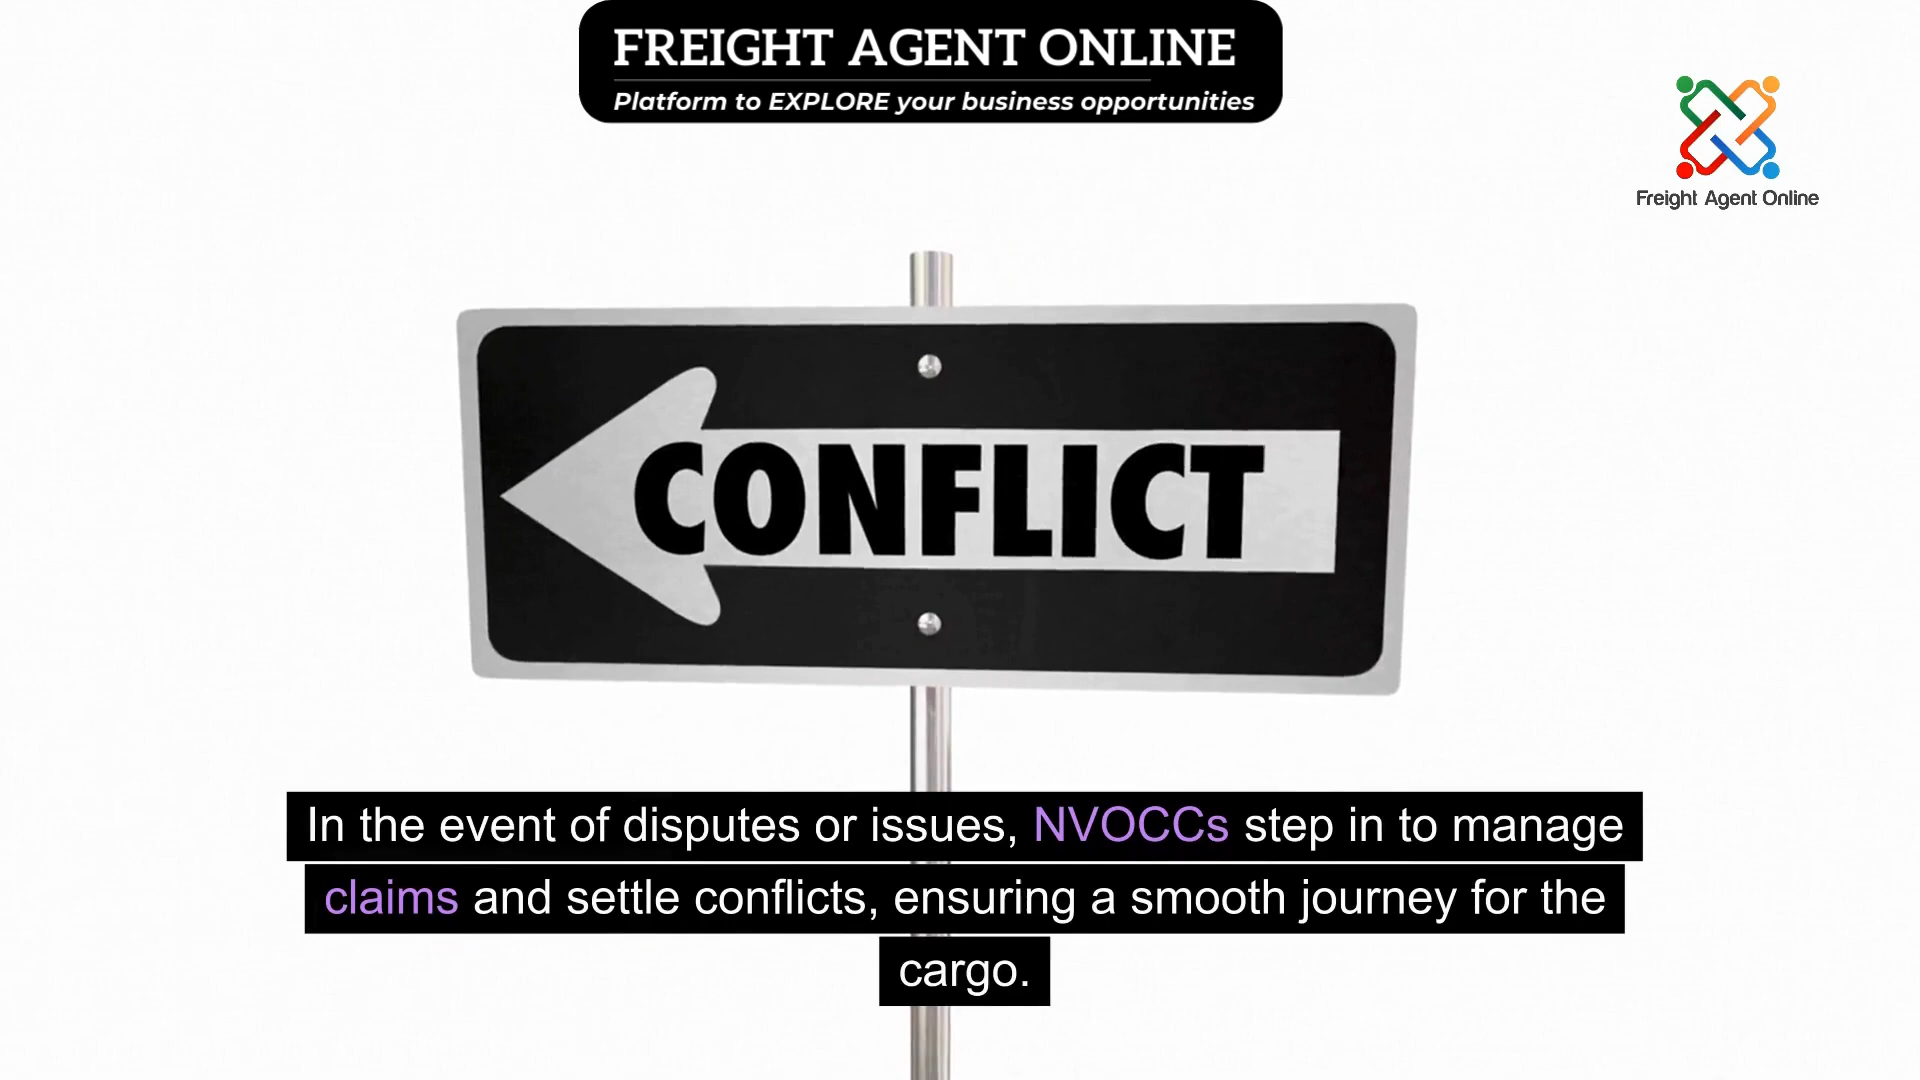 FREIGHT AGENT ONLINE
Platform to EXPLORE your business opportunities
Freight Agent Online
CONFLICT
In the event of disputes or issues, NVOCCs step in to manage
claims and settle conflicts, ensuring a smooth journey for the
cargo.